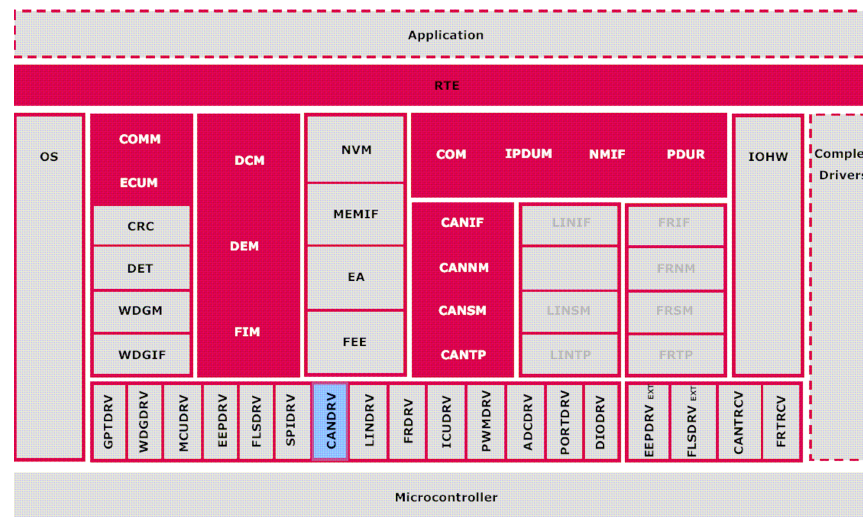 Application
RTE
OS
COMM
ECUM
CRC
DET
WDGM
WDGIF
DCM
DEM
FIM
NVM
MEMIF
EA
FEE
COM IPDUM NMIF PDUR
CANIF
CANNM
CANSM
CANTP
LINIF
LINSM
LINTP
FRIF
FRNM
FRSM
FRTP
IOHW
Comple
Drivers
GPTDRV
WDGDRV
MCUDRV
EEPDRV
FLSDRV
SPIDRV
CANDRV
LINDRV
FRDRV
ICUDRV
PWMDRV
ADCDRV
PORTDRV
DIODRV
EEPDRV EXT
FLSDRV EXT
CANTRCV
FRTRCV
Microcontroller